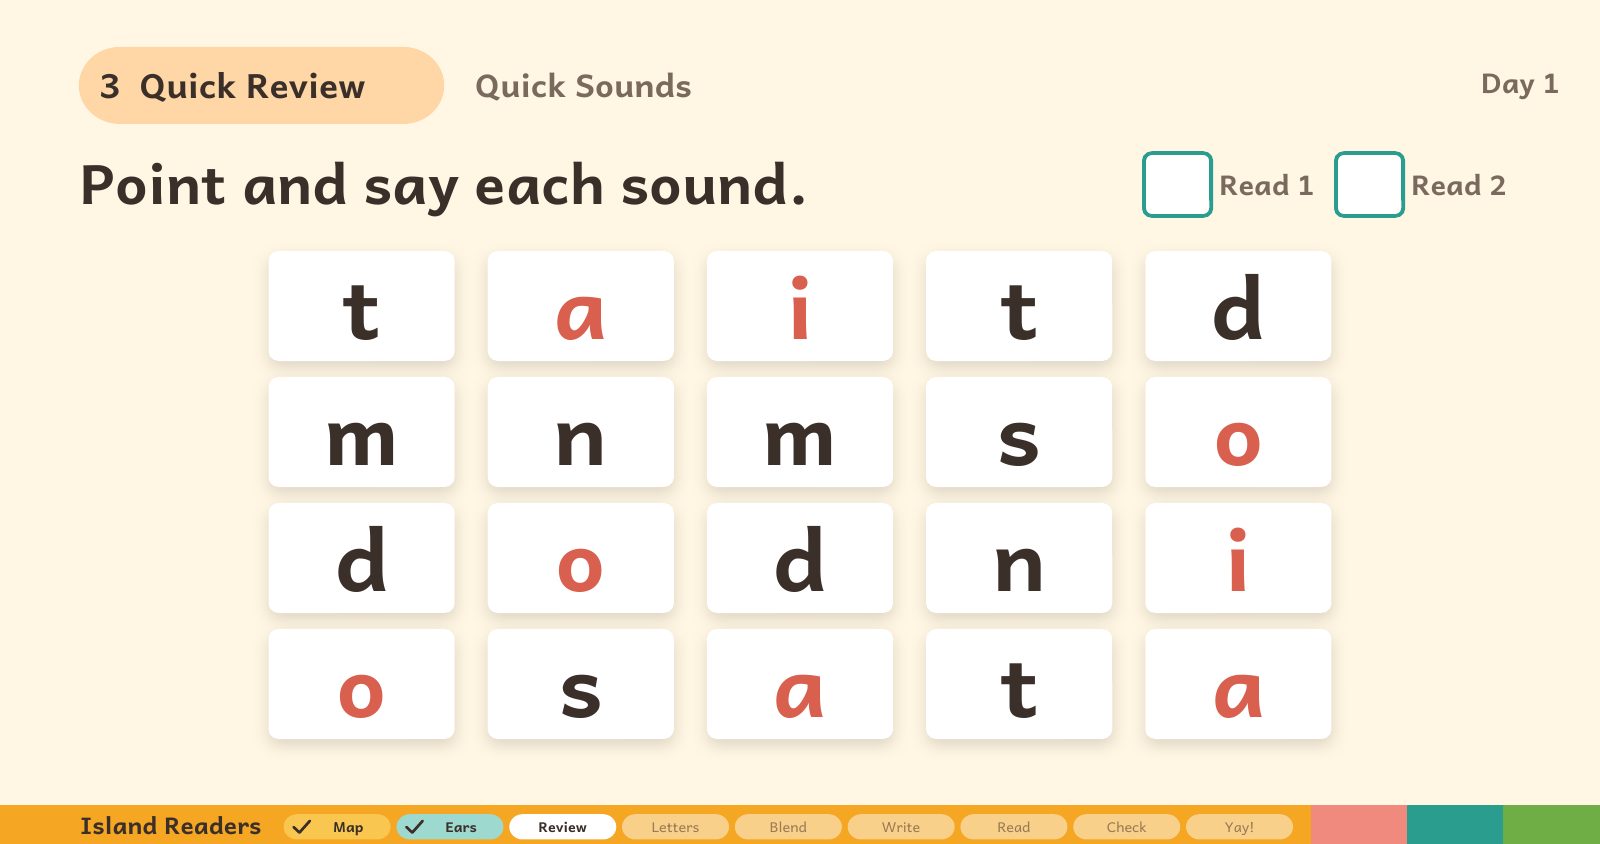 3 Quick Review Quick Sounds Day 1
Point and say each sound. Read 1 Read 2
t a i t d
m n m s o
d o d n i
o s a t a
Island Readers Map Ears Review Letters Blend Write Read Check Yay!